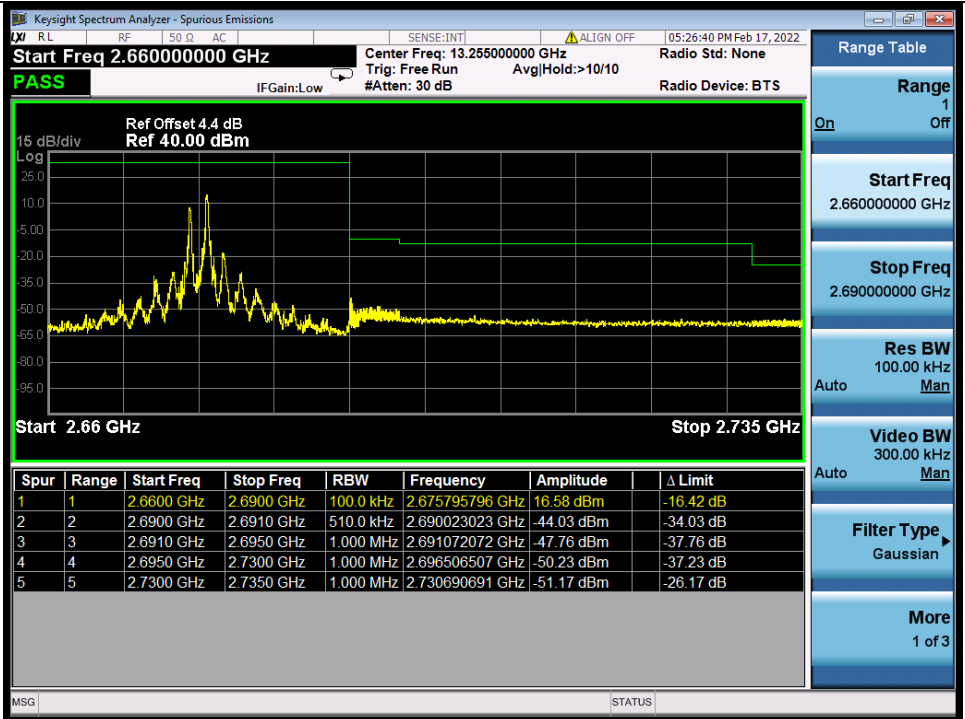 Keysight Spectrum Analyzer - Spurious Emissions
LXI RL RF 50 Ω AC SENSE:INT ALIGN OFF 05:26:40 PM Feb 17, 2022
Start Freq 2.660000000 GHz
Center Freq: 13.255000000 GHz
Radio Std: None
Trig: Free Run Avg|Hold:>10/10
PASS
IFGain:Low
#Atten: 30 dB
Radio Device: BTS
Ref Offset 4.4 dB
15 dB/div Ref 40.00 dBm
Log
25.0
10.0
-5.00
-20.0
-35.0
-50.0
-65.0
-80.0
-95.0
Start 2.66 GHz Stop 2.735 GHz
Spur Range Start Freq Stop Freq RBW Frequency Amplitude Δ Limit
1 1 2.6600 GHz 2.6900 GHz 100.0 kHz 2.675795796 GHz 16.58 dBm -16.42 dB
2 2 2.6900 GHz 2.6910 GHz 510.0 kHz 2.690023023 GHz -44.03 dBm -34.03 dB
3 3 2.6910 GHz 2.6950 GHz 1.000 MHz 2.691072072 GHz -47.76 dBm -37.76 dB
4 4 2.6950 GHz 2.7300 GHz 1.000 MHz 2.696506507 GHz -50.23 dBm -37.23 dB
5 5 2.7300 GHz 2.7350 GHz 1.000 MHz 2.730690691 GHz -51.17 dBm -26.17 dB
MSG STATUS
Range Table
Range
1
On Off
Start Freq
2.660000000 GHz
Stop Freq
2.690000000 GHz
Res BW
100.00 kHz
Auto Man
Video BW
300.00 kHz
Auto Man
Filter Type
Gaussian
More
1 of 3